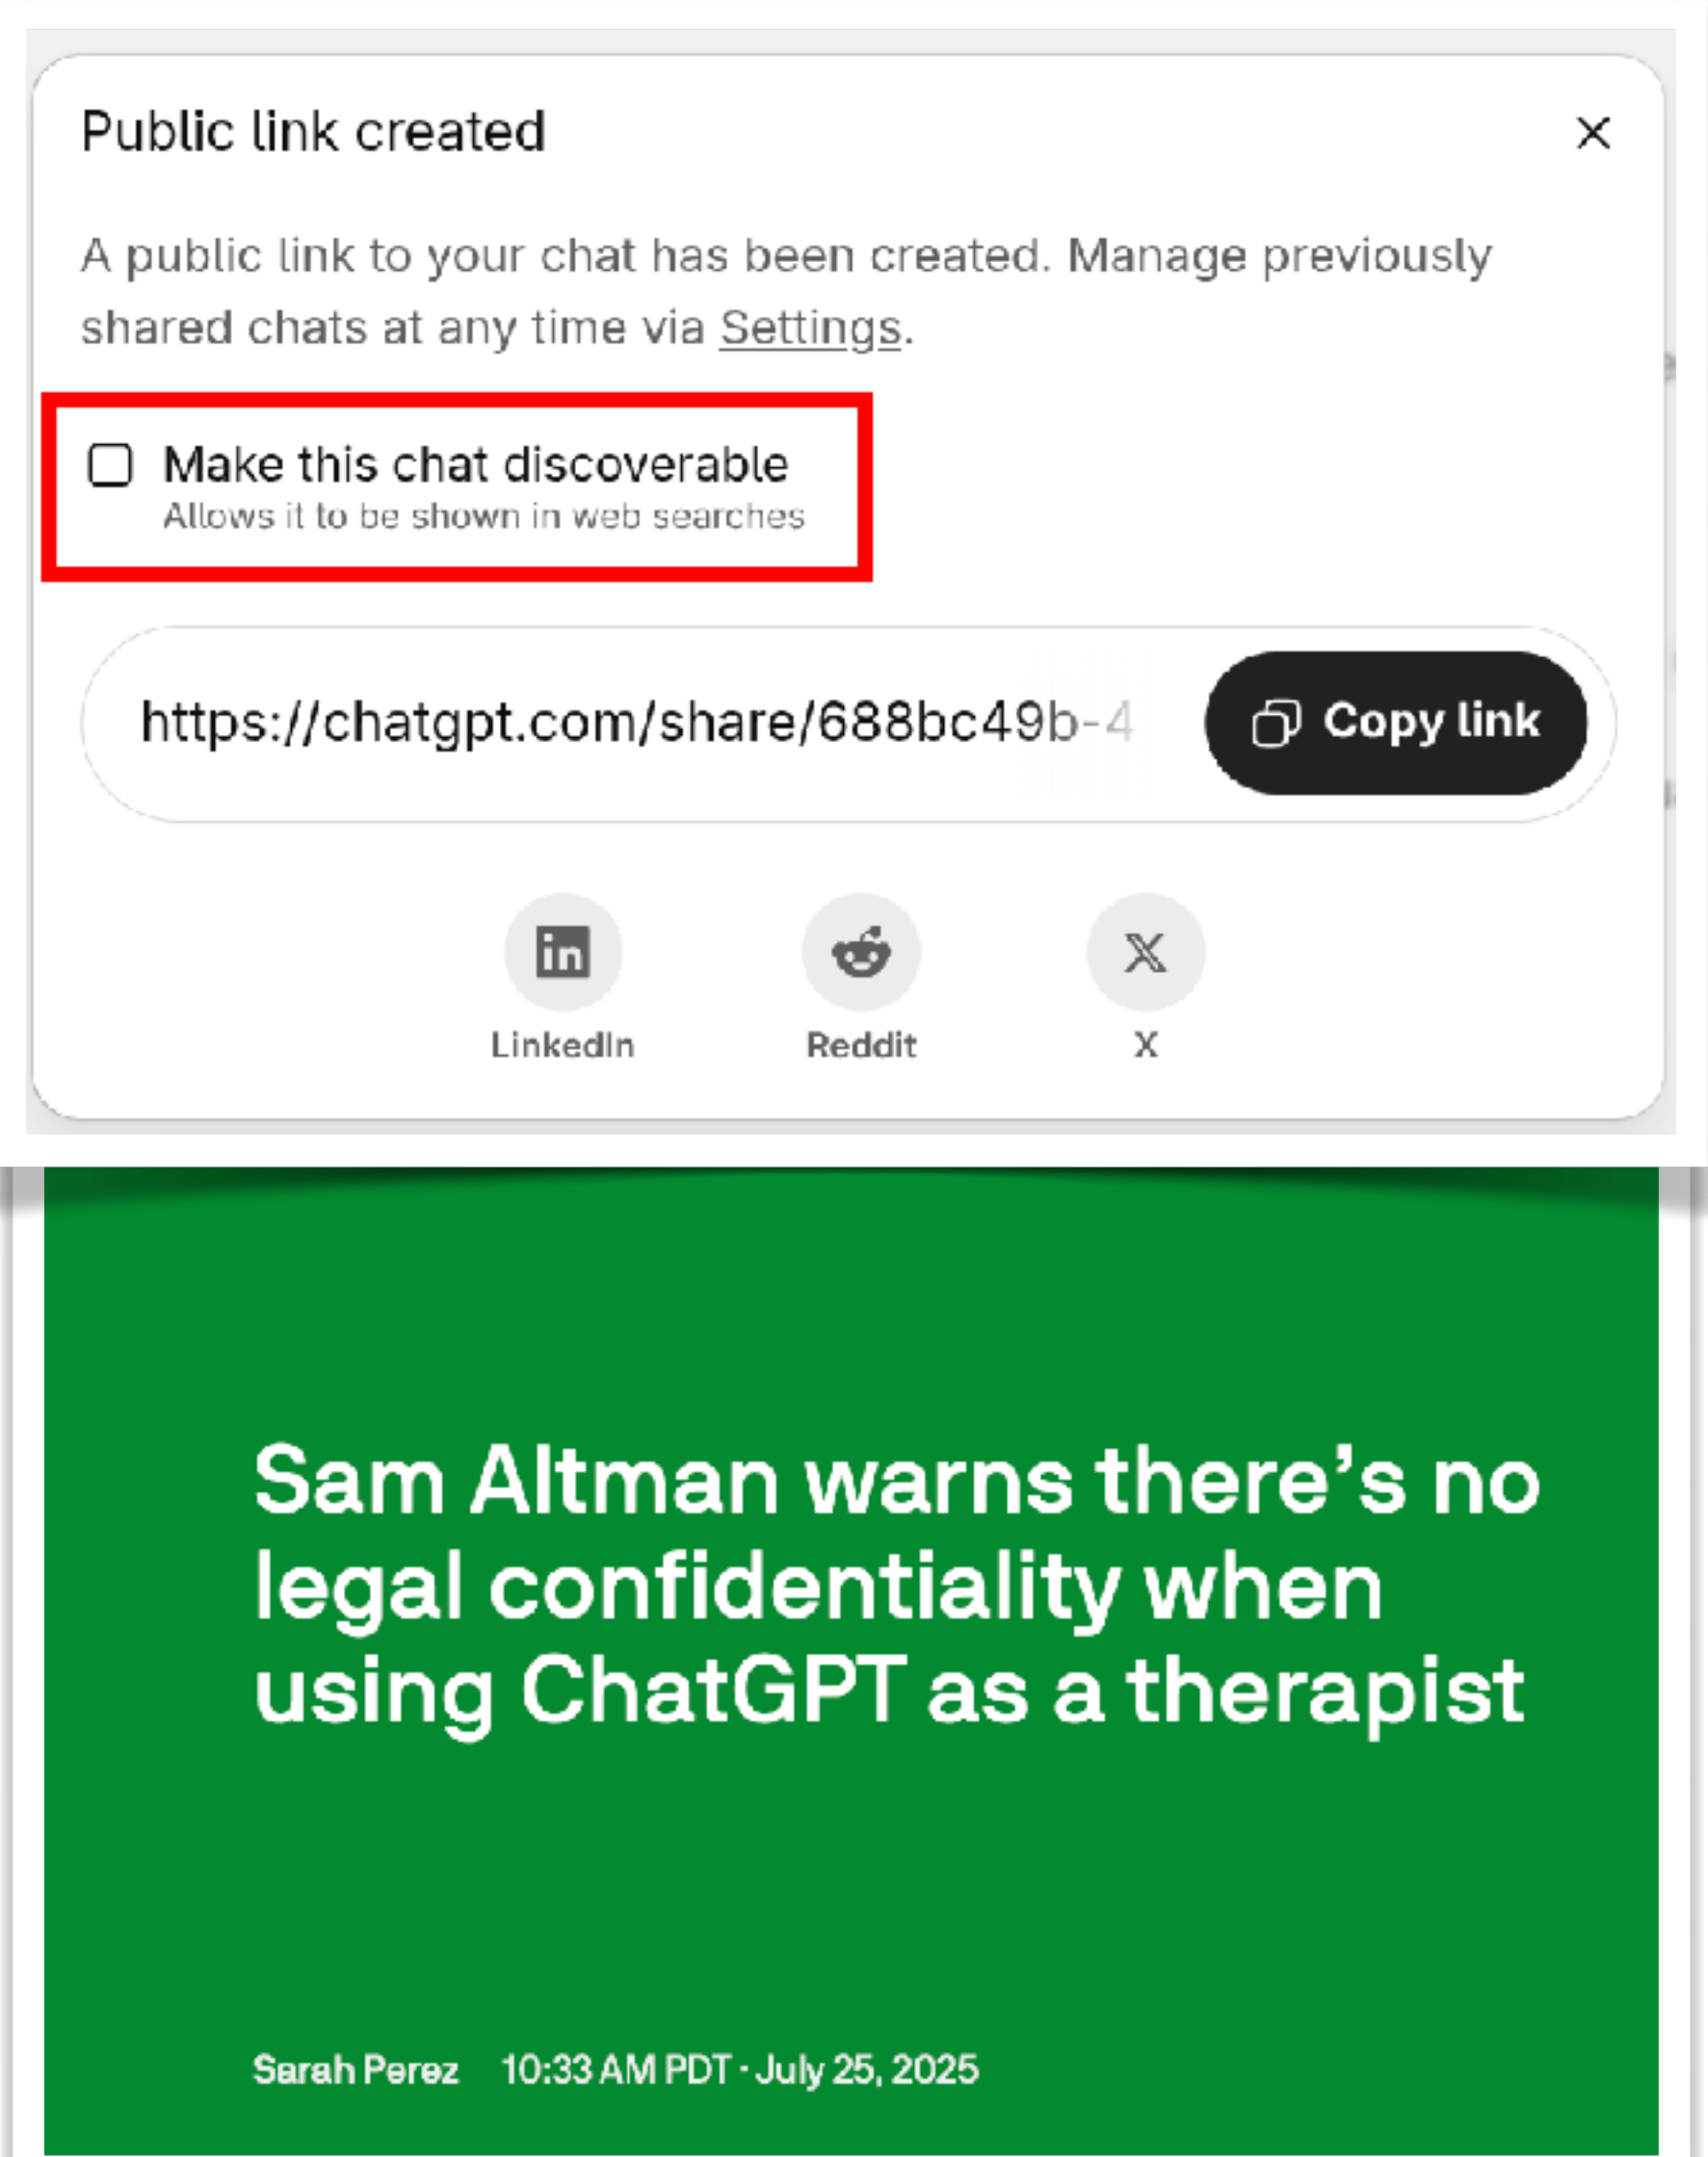 Public link created
A public link to your chat has been created. Manage previously
shared chats at any time via Settings.
Make this chat discoverable
Allows it to be shown in web searches
https://chatgpt.com/share/688bc49b-4
Copy link
in
X
LinkedIn
Reddit
X
Sam Altman warns there’s no
legal confidentiality when
using ChatGPT as a therapist
Sarah Perez 10:33 AM PDT · July 25, 2025